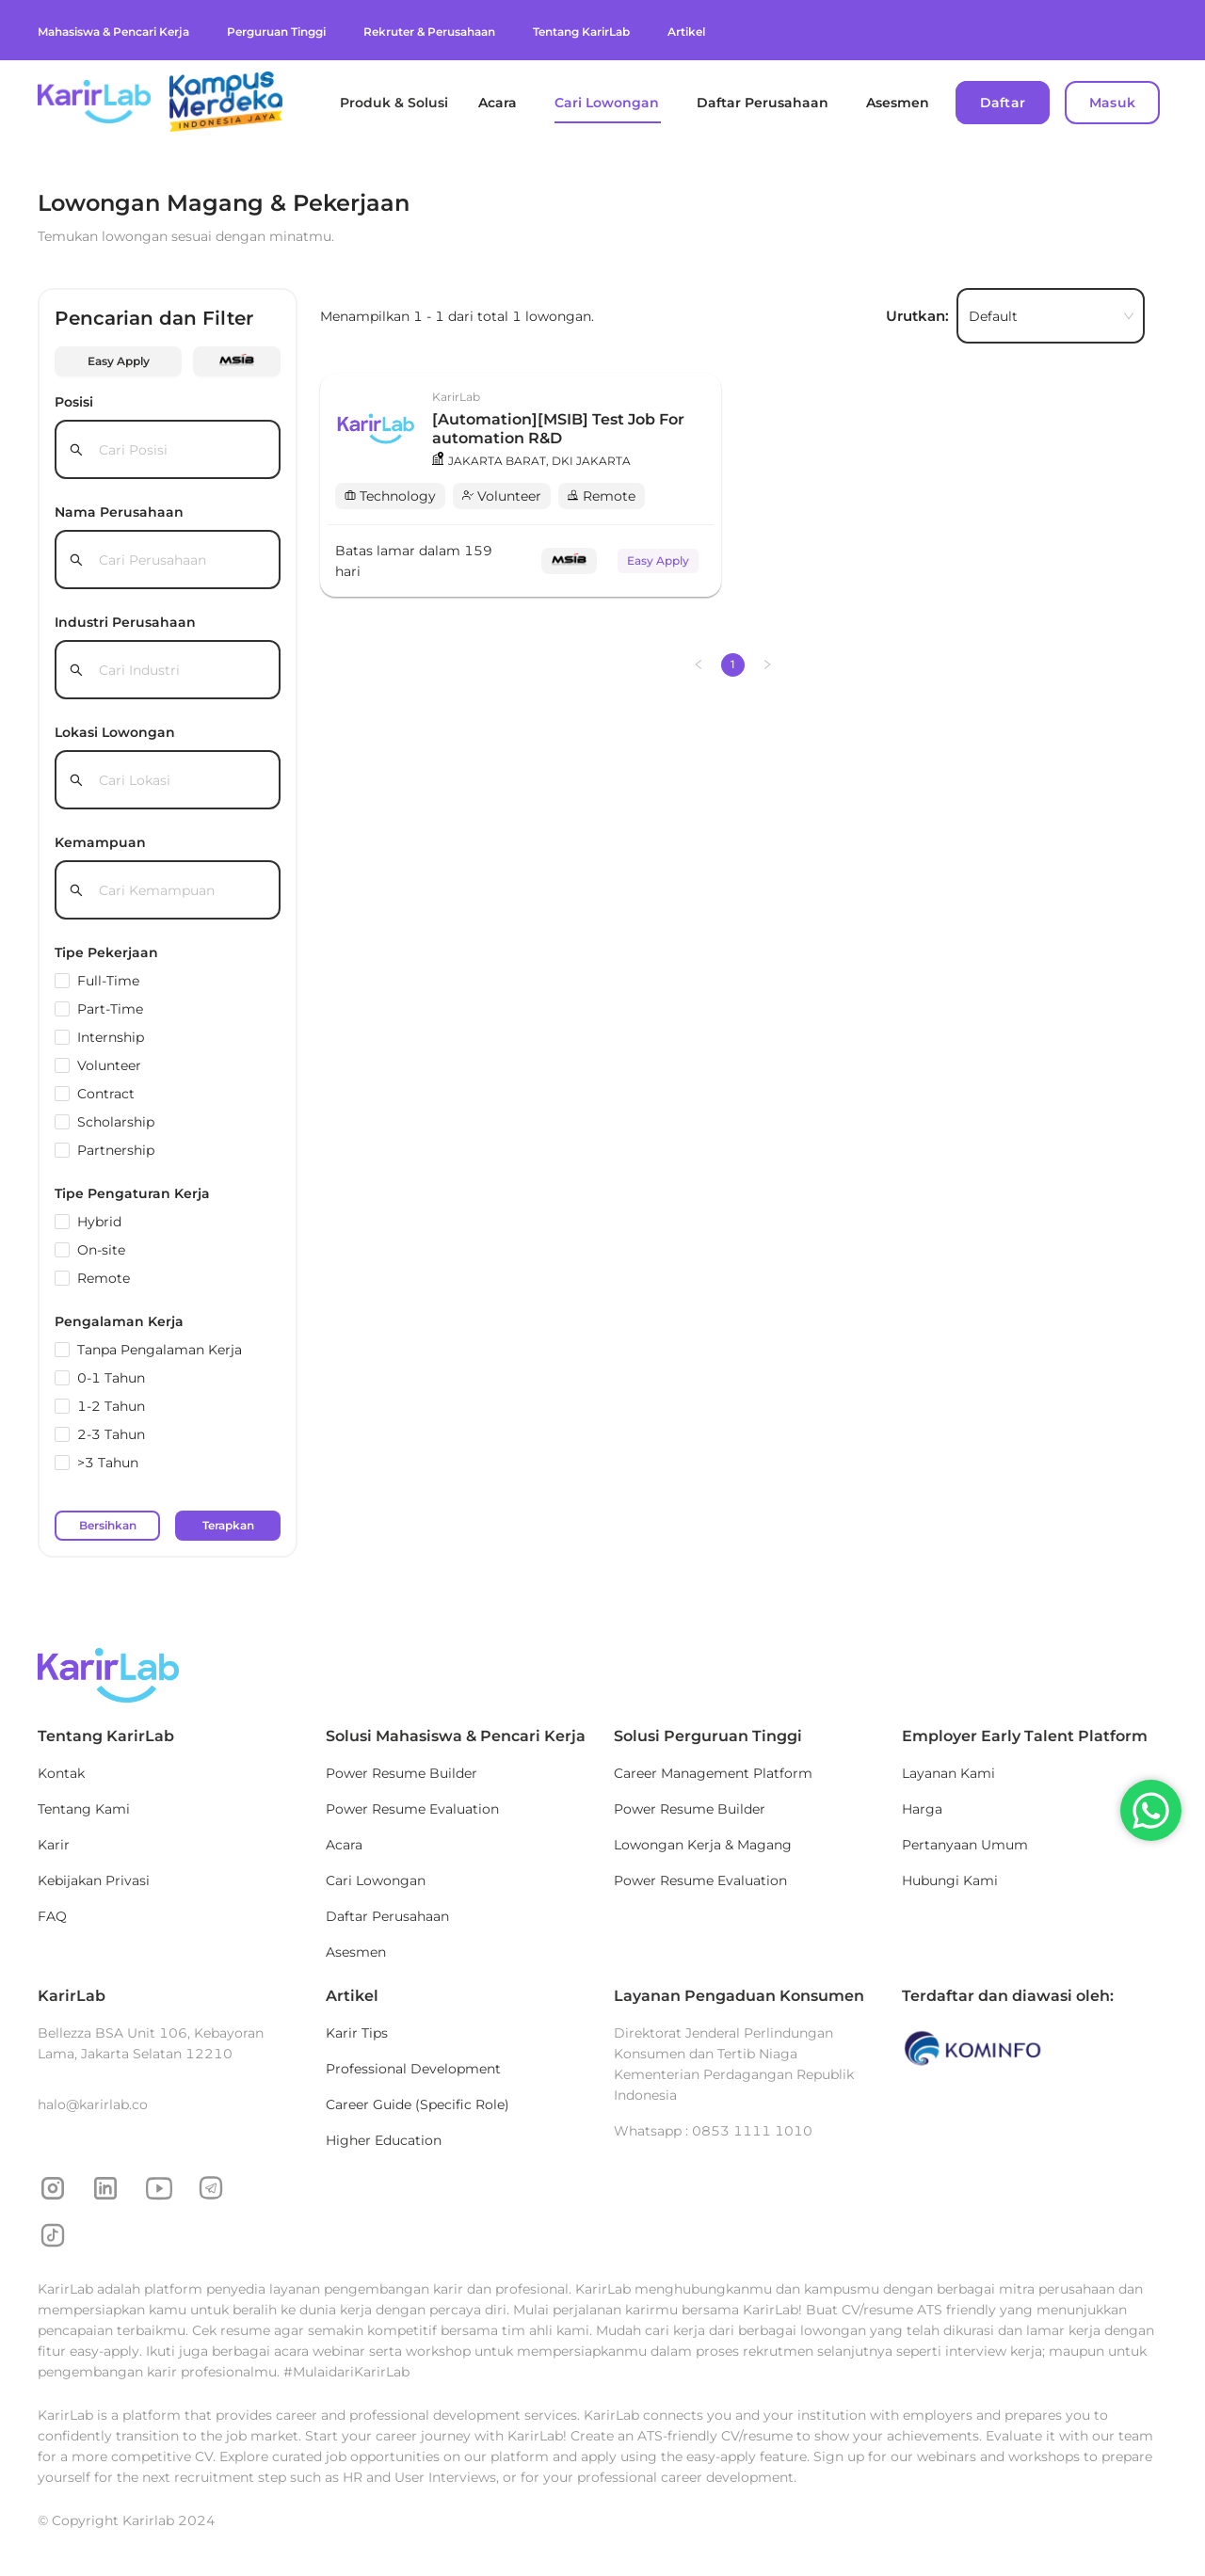 Mahasiswa & Pencari Kerja
Perguruan Tinggi
Rekruter & Perusahaan
Tentang KarirLab
Artikel
KarirLab
Kampus
Merdeka
INDONESIA JAYA
Produk & Solusi
Acara
Cari Lowongan
Daftar Perusahaan
Asesmen
Daftar
Masuk
Lowongan Magang & Pekerjaan
Temukan lowongan sesuai dengan minatmu.
Pencarian dan Filter
Easy Apply
MSIB
Posisi
Cari Posisi
Nama Perusahaan
Cari Perusahaan
Industri Perusahaan
Cari Industri
Lokasi Lowongan
Cari Lokasi
Kemampuan
Cari Kemampuan
Tipe Pekerjaan
Full-Time
Part-Time
Internship
Volunteer
Contract
Scholarship
Partnership
Tipe Pengaturan Kerja
Hybrid
On-site
Remote
Pengalaman Kerja
Tanpa Pengalaman Kerja
0-1 Tahun
1-2 Tahun
2-3 Tahun
>3 Tahun
Bersihkan
Terapkan
Menampilkan 1 - 1 dari total 1 lowongan.
Urutkan:
Default
KarirLab
KarirLab
[Automation][MSIB] Test Job For
automation R&D
JAKARTA BARAT, DKI JAKARTA
Technology
Volunteer
Remote
Batas lamar dalam 159
hari
MSIB
Easy Apply
1
KarirLab
Tentang KarirLab
Kontak
Tentang Kami
Karir
Kebijakan Privasi
FAQ
Solusi Mahasiswa & Pencari Kerja
Power Resume Builder
Power Resume Evaluation
Acara
Cari Lowongan
Daftar Perusahaan
Asesmen
Solusi Perguruan Tinggi
Career Management Platform
Power Resume Builder
Lowongan Kerja & Magang
Power Resume Evaluation
Employer Early Talent Platform
Layanan Kami
Harga
Pertanyaan Umum
Hubungi Kami
KarirLab
Bellezza BSA Unit 106, Kebayoran
Lama, Jakarta Selatan 12210
halo@karirlab.co
Artikel
Karir Tips
Professional Development
Career Guide (Specific Role)
Higher Education
Layanan Pengaduan Konsumen
Direktorat Jenderal Perlindungan
Konsumen dan Tertib Niaga
Kementerian Perdagangan Republik
Indonesia
Whatsapp : 0853 1111 1010
Terdaftar dan diawasi oleh:
KOMINFO
KarirLab adalah platform penyedia layanan pengembangan karir dan profesional. KarirLab menghubungkanmu dan kampusmu dengan berbagai mitra perusahaan dan
mempersiapkan kamu untuk beralih ke dunia kerja dengan percaya diri. Mulai perjalanan karirmu bersama KarirLab! Buat CV/resume ATS friendly yang menunjukkan
pencapaian terbaikmu. Cek resume agar semakin kompetitif bersama tim ahli kami. Mudah cari kerja dari berbagai lowongan yang telah dikurasi dan lamar kerja dengan
fitur easy-apply. Ikuti juga berbagai acara webinar serta workshop untuk mempersiapkanmu dalam proses rekrutmen selanjutnya seperti interview kerja; maupun untuk
pengembangan karir profesionalmu. #MulaidariKarirLab
KarirLab is a platform that provides career and professional development services. KarirLab connects you and your institution with employers and prepares you to
confidently transition to the job market. Start your career journey with KarirLab! Create an ATS-friendly CV/resume to show your achievements. Evaluate it with our team
for a more competitive CV. Explore curated job opportunities on our platform and apply using the easy-apply feature. Sign up for our webinars and workshops to prepare
yourself for the next recruitment step such as HR and User Interviews, or for your professional career development.
© Copyright Karirlab 2024